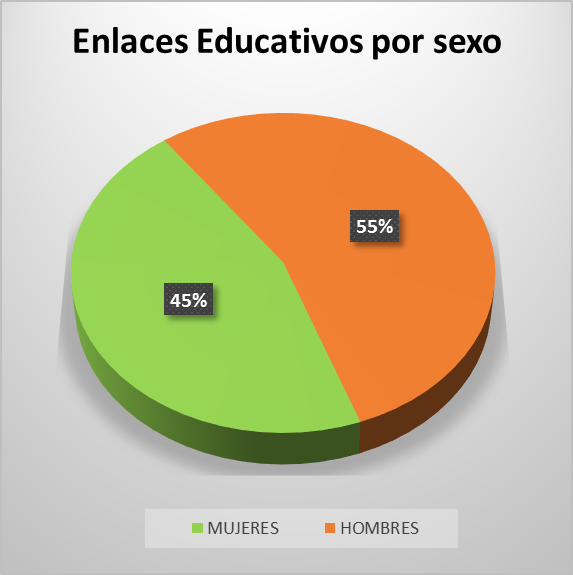 Enlaces Educativos por sexo
55%
45%
MUJERES HOMBRES